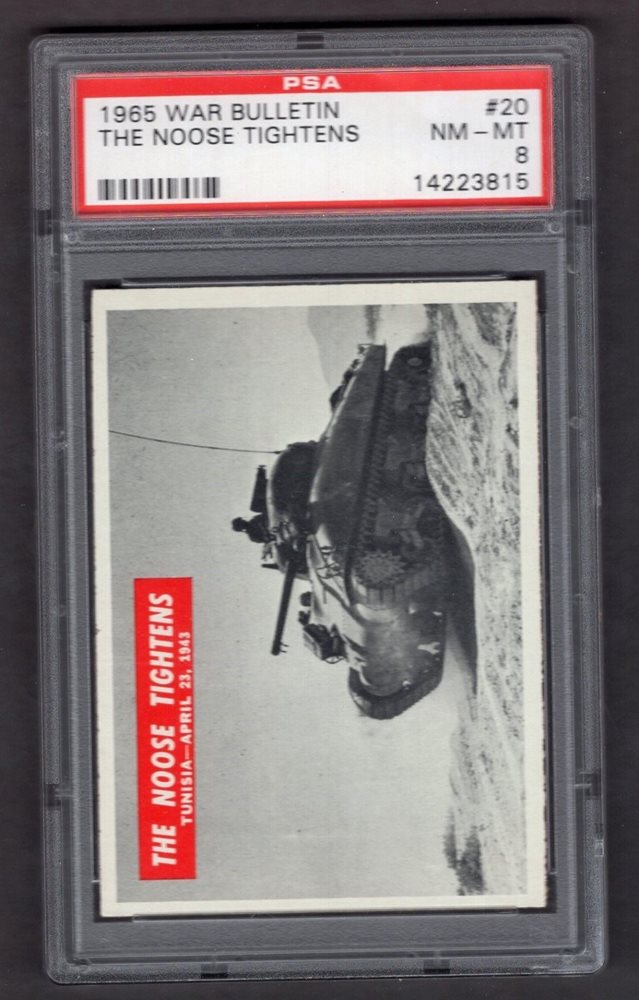 PSA
1965 WAR BULLETIN #20
THE NOOSE TIGHTENS NM - MT
8
14223815
THE NOOSE TIGHTENS
TUNISIA—APRIL 23, 1943